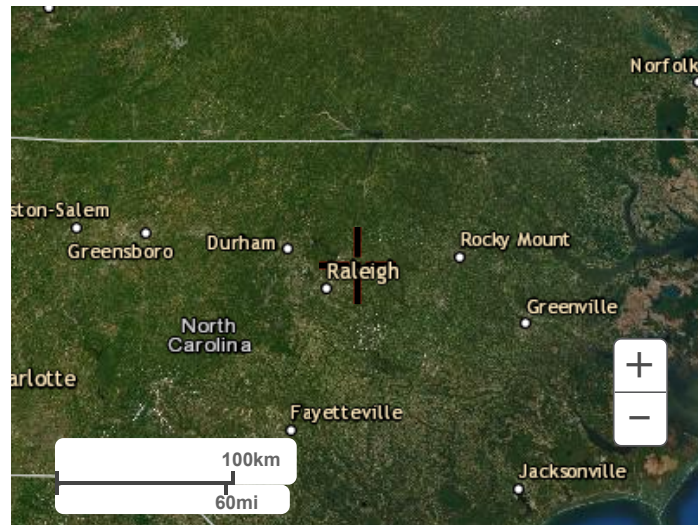 Norfolk
ston-Salem
Greensboro
Durham
Rocky Mount
Raleigh
Greenville
North
Carolina
arlotte
+
−
Fayetteville
100km
60mi
Jacksonville